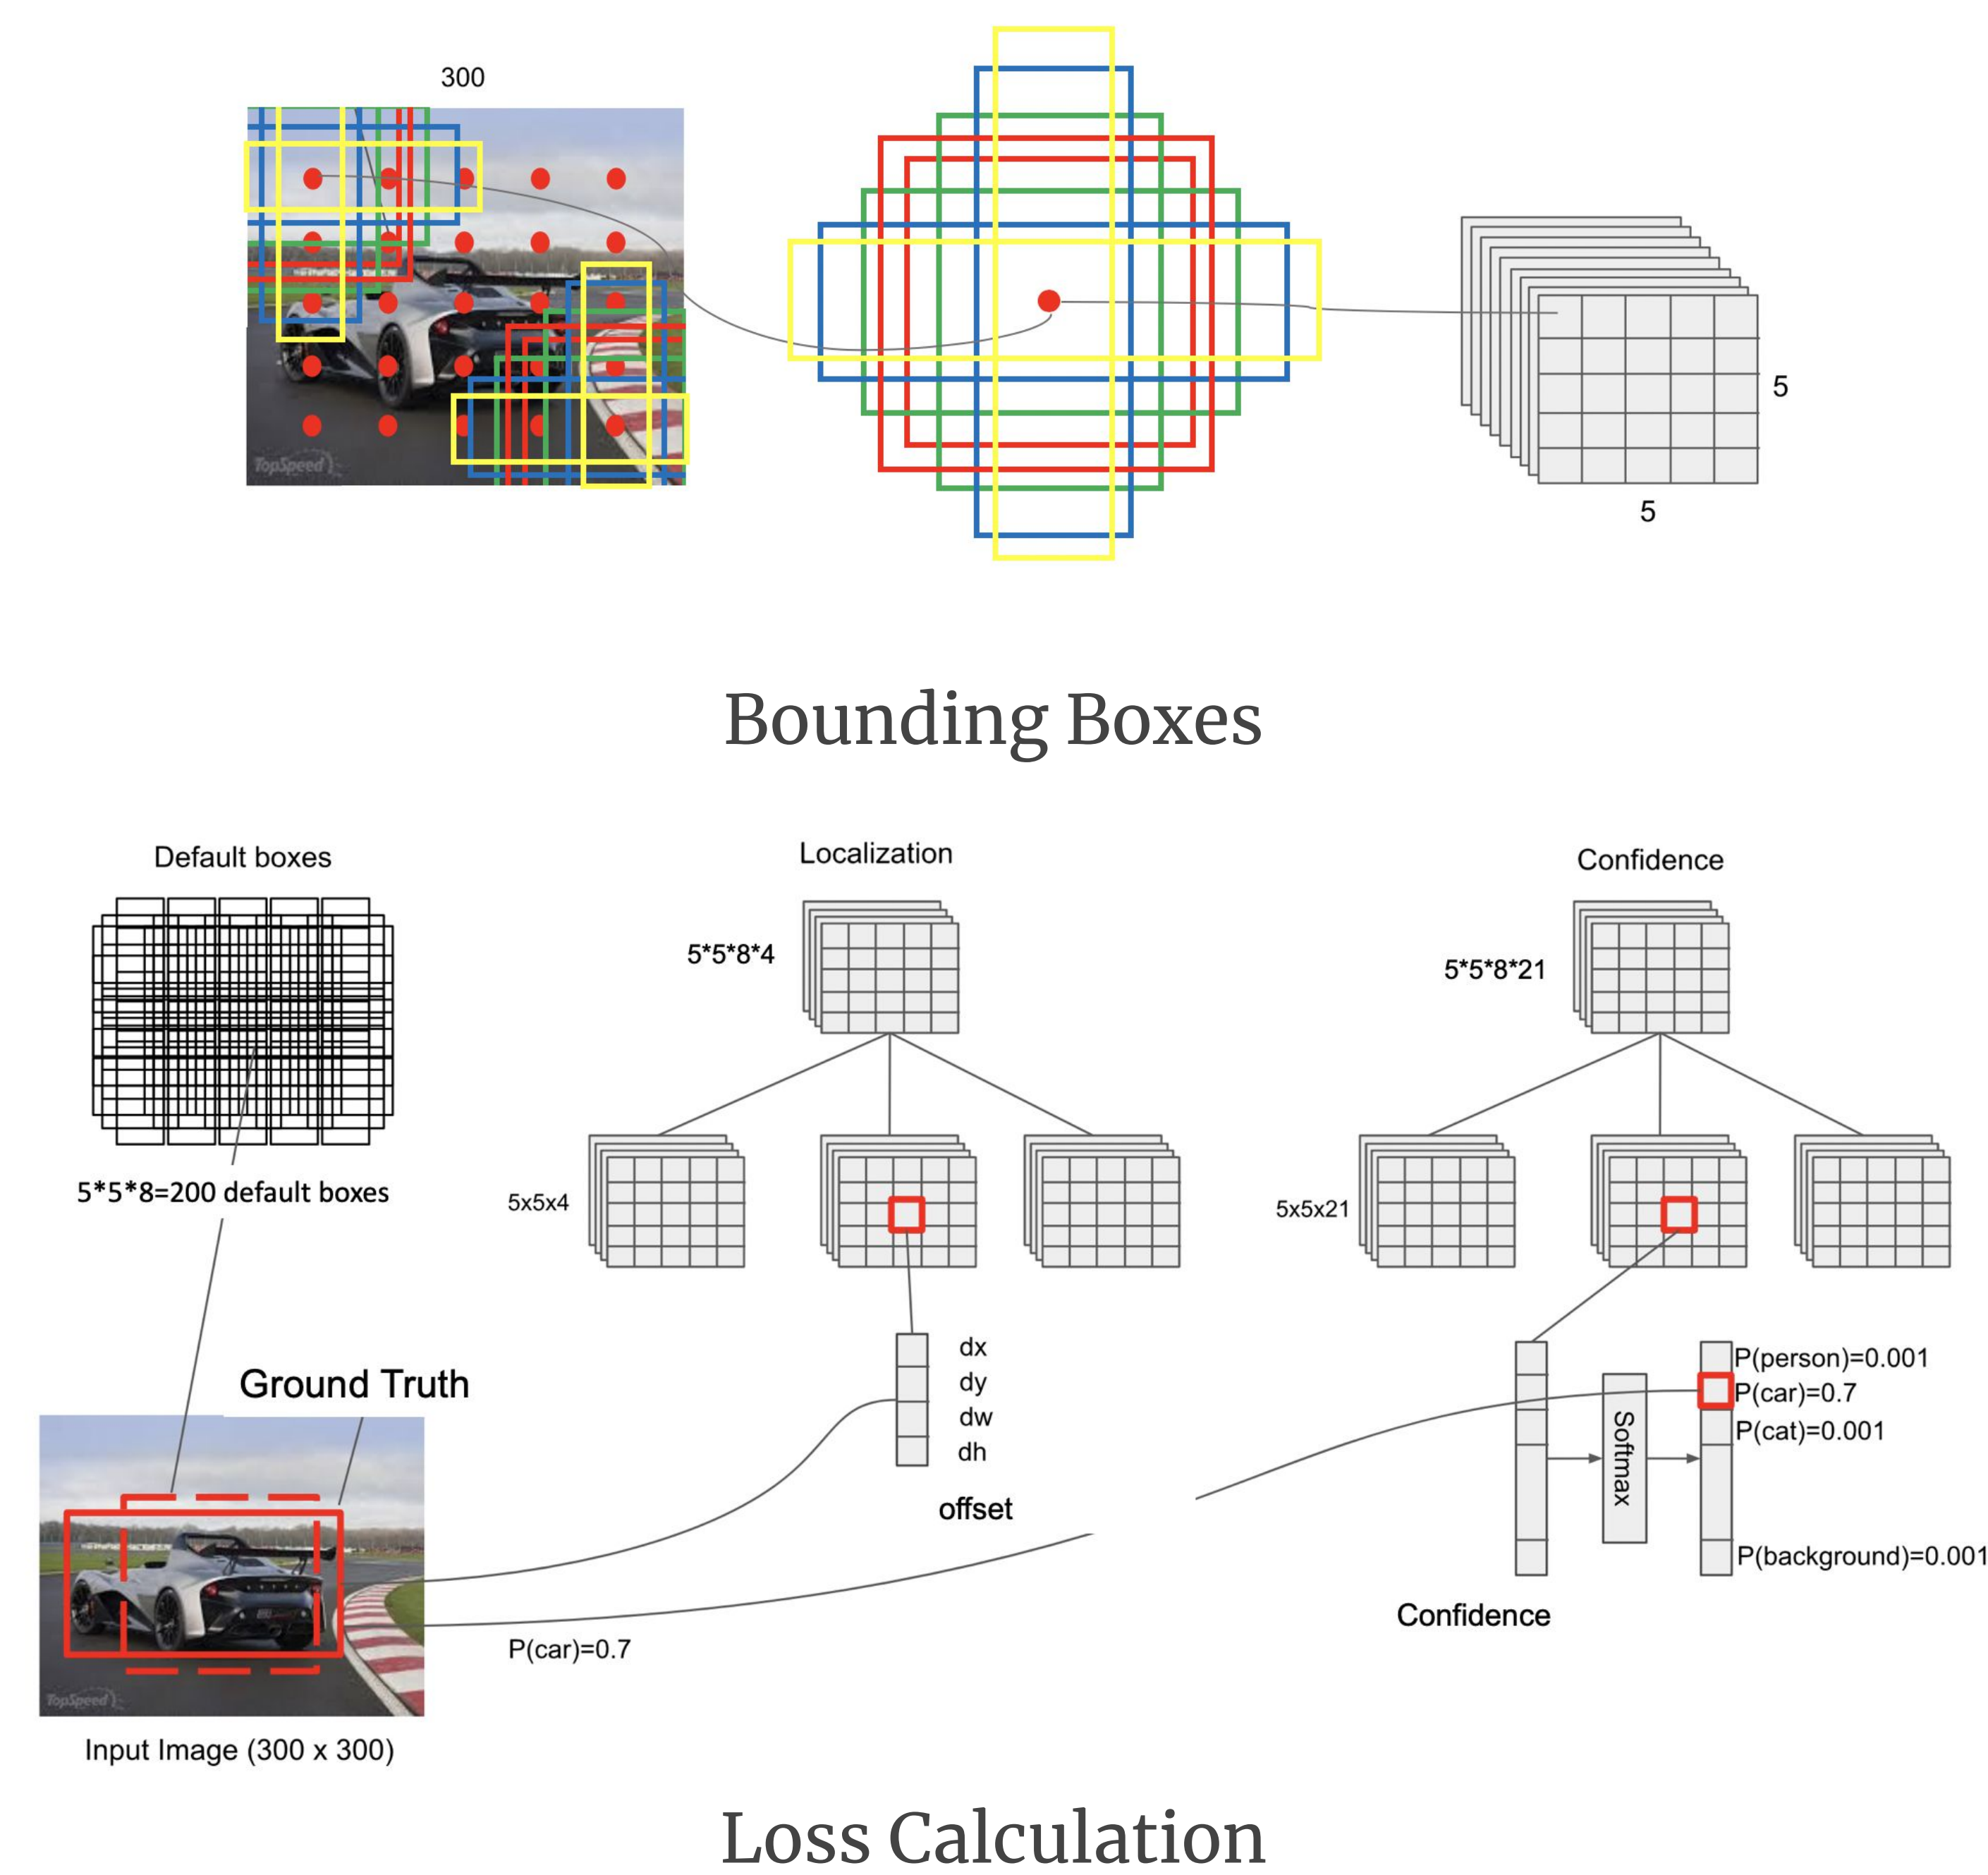 300
TopSpeed
5
5
Bounding Boxes
Default boxes
Localization
Confidence
5*5*8*4
5*5*8*21
5*5*8=200 default boxes
5x5x4
5x5x21
Ground Truth
dx
dy
dw
dh
offset
Softmax
P(person)=0.001
P(car)=0.7
P(cat)=0.001
P(background)=0.001
Confidence
P(car)=0.7
TopSpeed
Input Image (300 x 300)
Loss Calculation